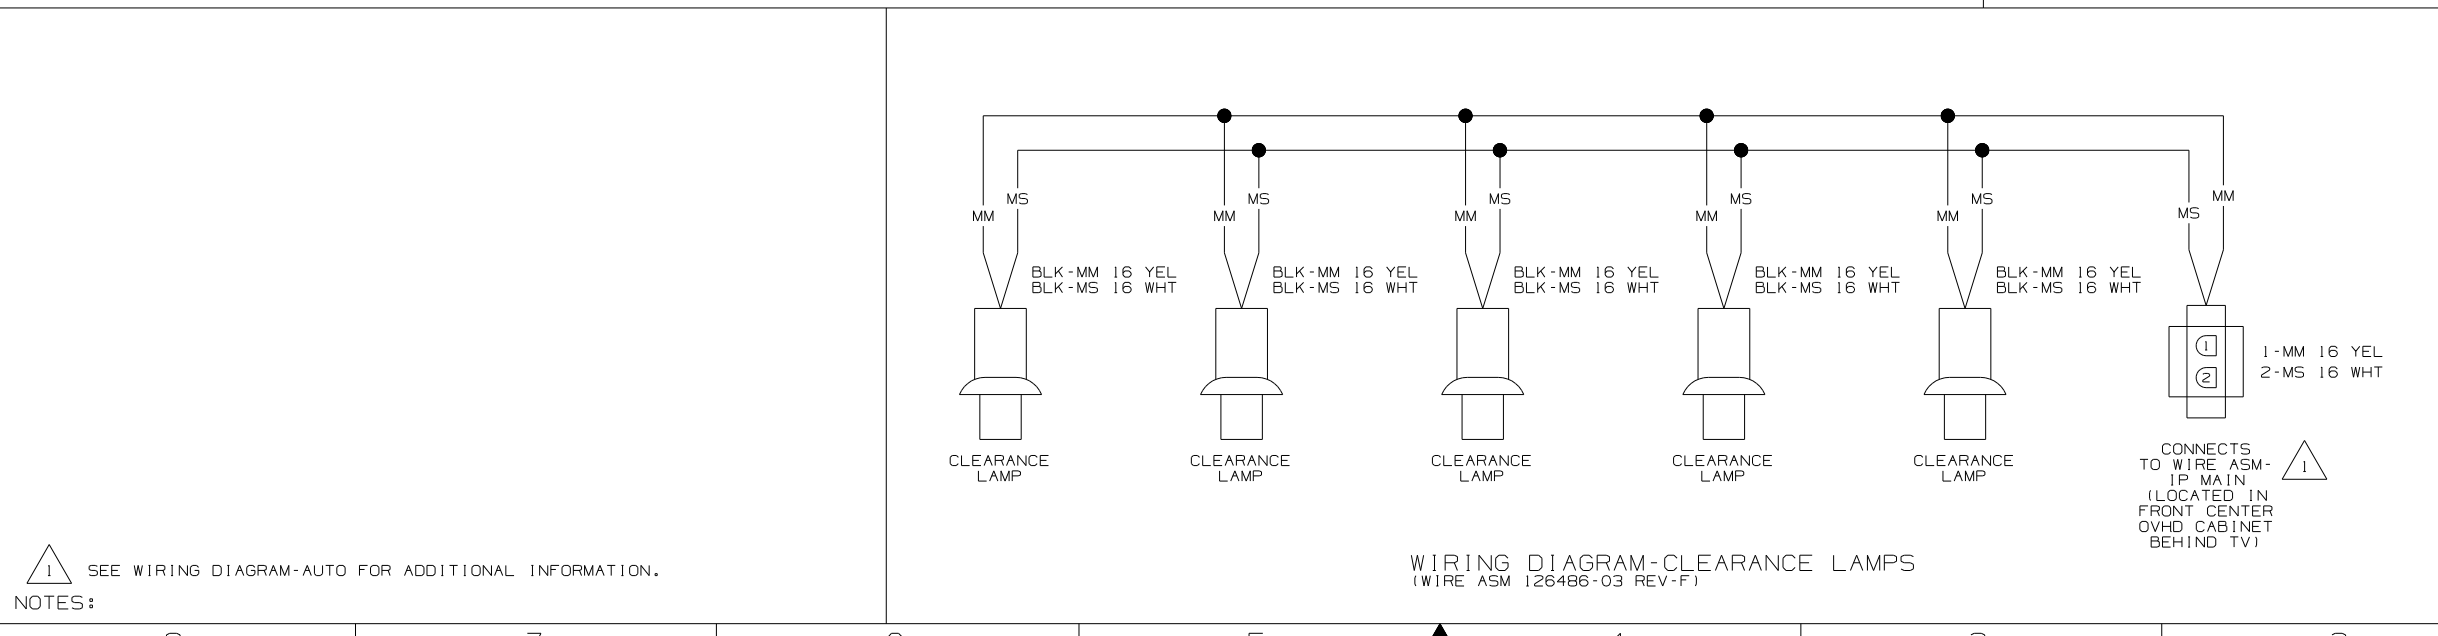 MS
MS
MS
MS
MS
MM
MM
MM
MM
MM
MM
MS
BLK-MM 16 YEL
BLK-MS 16 WHT
BLK-MM 16 YEL
BLK-MS 16 WHT
BLK-MM 16 YEL
BLK-MS 16 WHT
BLK-MM 16 YEL
BLK-MS 16 WHT
BLK-MM 16 YEL
BLK-MS 16 WHT
1
2
1-MM 16 YEL
2-MS 16 WHT
CLEARANCE
LAMP
CLEARANCE
LAMP
CLEARANCE
LAMP
CLEARANCE
LAMP
CLEARANCE
LAMP
CONNECTS
TO WIRE ASM-
IP MAIN
(LOCATED IN
FRONT CENTER
OVHD CABINET
BEHIND TV)
1
WIRING DIAGRAM-CLEARANCE LAMPS
(WIRE ASM 126486-03 REV-F)
1 SEE WIRING DIAGRAM-AUTO FOR ADDITIONAL INFORMATION.
NOTES: